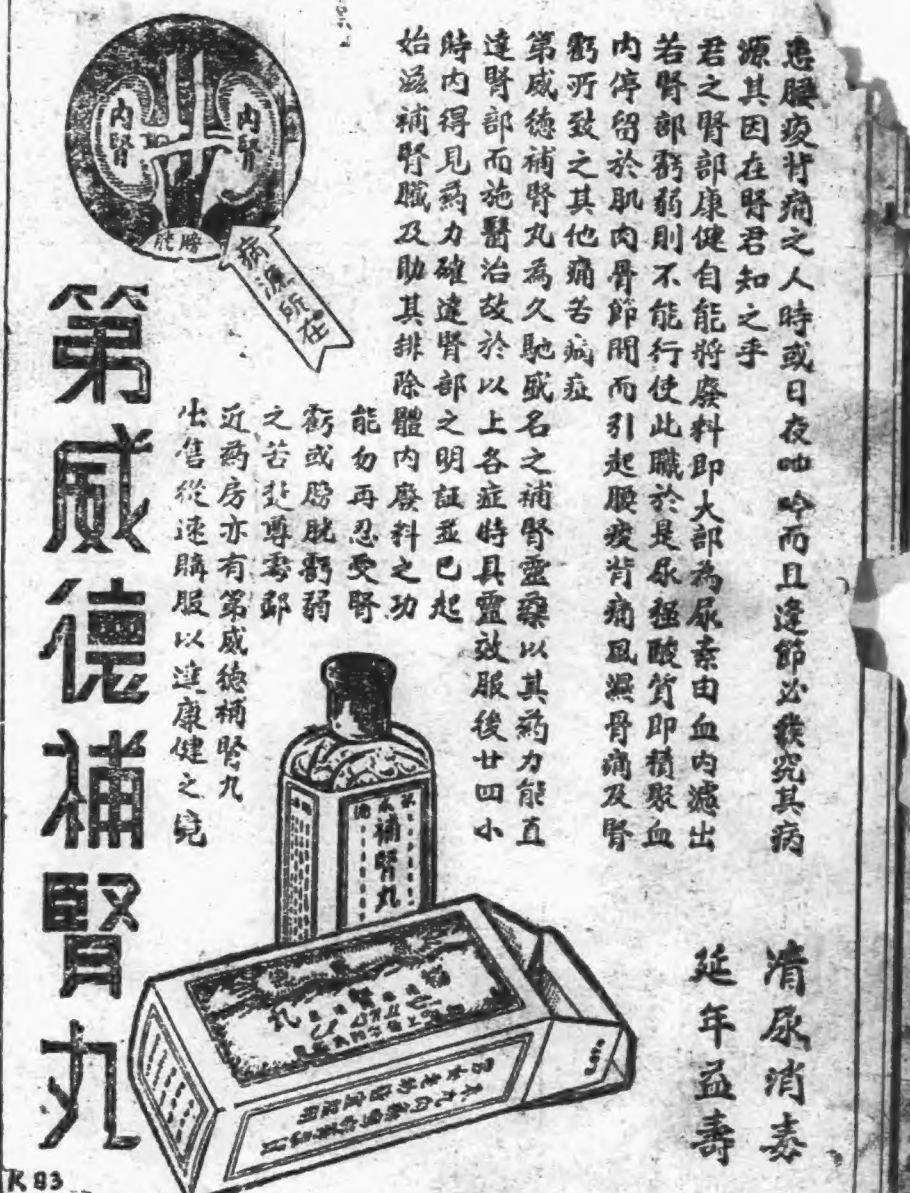 清尿消毒
延年益壽
患腰痠背痛之人時或日夜呻吟而且逢節必發究其病
源其因在腎君知之乎
君之腎部康健自能將廢料即大部為尿素由血內濾出
若腎部虧弱則不能行使此職於是尿極酸質即積聚血
內停留於肌肉骨節間而引起腰痠背痛風濕骨痛及腎
虧所致之其他痛苦病症
第威德補腎丸為久馳盛名之補腎靈藥以其药力能直
達腎部而施醫治故於以上各症特具靈效服後廿四小
時內得見药力確達腎部之明証並已起
始滋補腎臟及助其排除體內廢料之功
能勿再忍受腎
虧或膀胱虧弱
之苦楚尊處鄰
近葯房亦有第威德補腎丸
出售從速購服以達康健之境
內腎
內腎
膀胱
病源所在
第威德補腎丸
補腎丸
K 93